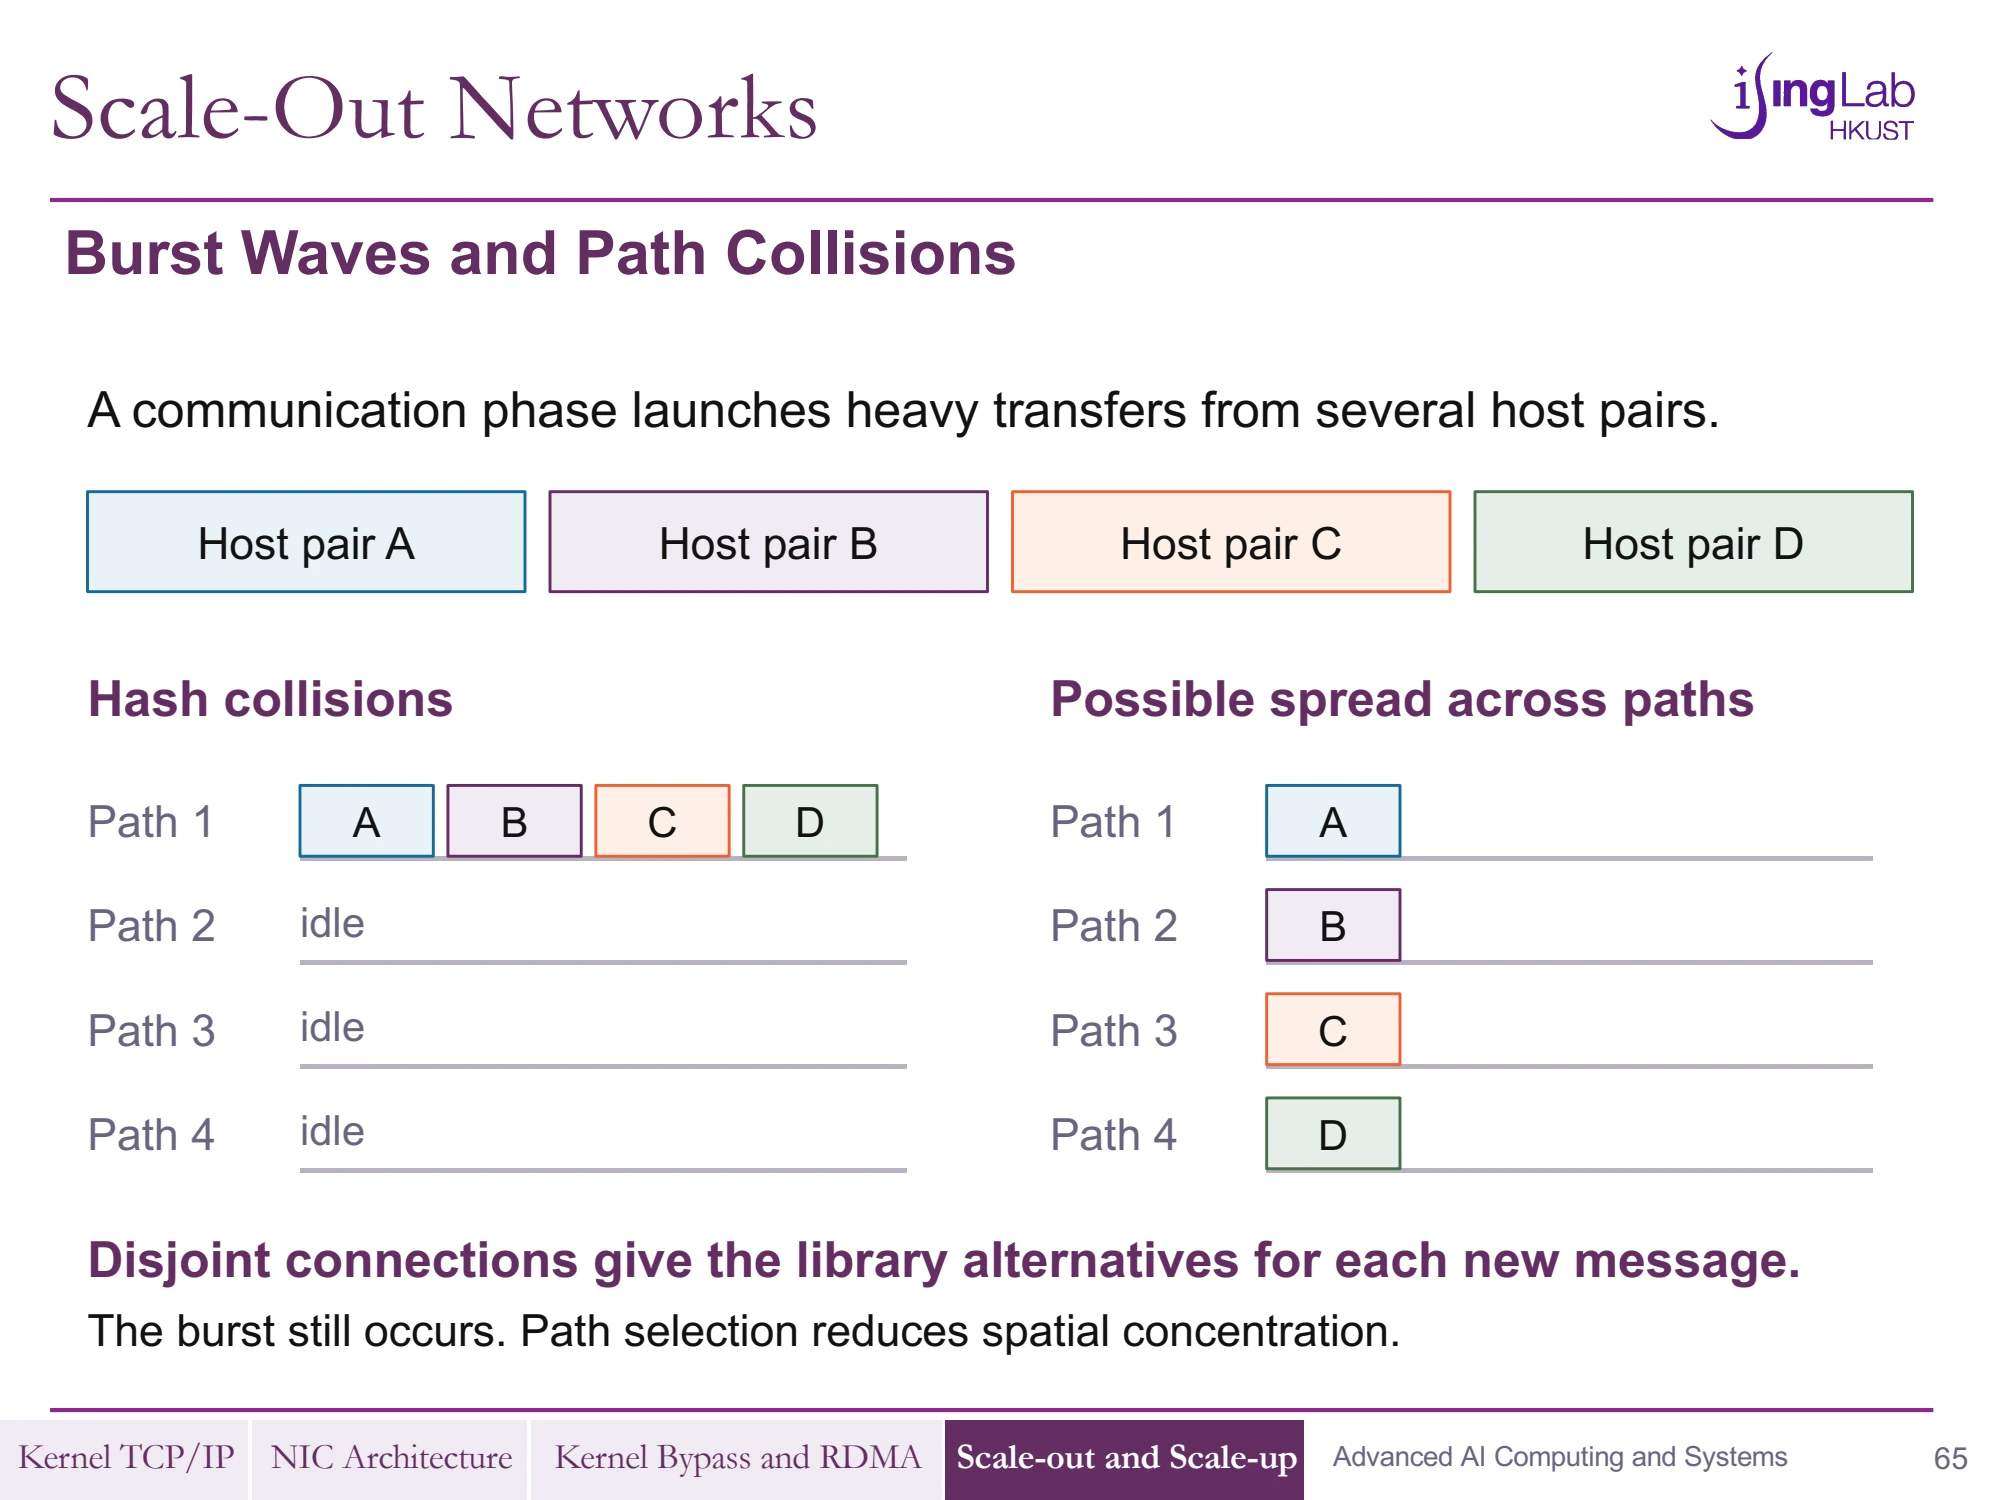 Scale-Out Networks
iSingLab
HKUST
Burst Waves and Path Collisions
A communication phase launches heavy transfers from several host pairs.
Host pair A
Host pair B
Host pair C
Host pair D
Hash collisions
Path 1 A B C D
Path 2 idle
Path 3 idle
Path 4 idle
Possible spread across paths
Path 1 A
Path 2 B
Path 3 C
Path 4 D
Disjoint connections give the library alternatives for each new message.
The burst still occurs. Path selection reduces spatial concentration.
Kernel TCP/IP
NIC Architecture
Kernel Bypass and RDMA
Scale-out and Scale-up
Advanced AI Computing and Systems
65